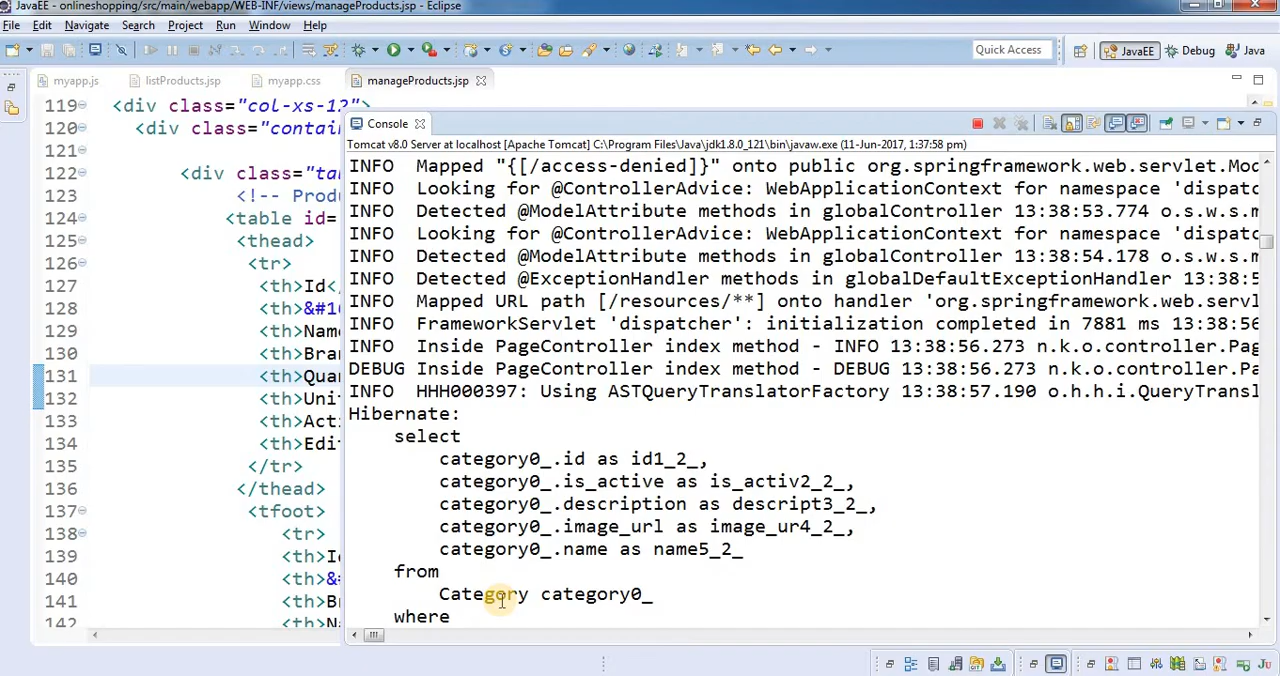 JavaEE - onlineshopping/src/main/webapp/WEB-INF/views/manageProducts.jsp - Eclipse
File Edit Navigate Search Project Run Window Help
Quick Access JavaEE Debug Java
myapp.js listProducts.jsp myapp.css manageProducts.jsp
119 <div class="col-xs-12">
120 <div class="contain
121
122 <div class="ta
123 <!-- Prod
124 <table id=
125 <thead>
126 <tr>
127 <th>Id<
128 <th>&#1
129 <th>Nam
130 <th>Bra
131 <th>Qua
132 <th>Uni
133 <th>Act
134 <th>Edi
135 </tr>
136 </thead>
137 <tfoot>
138 <tr>
139 <th>I
140 <th>&
141 <th>B
142 <th>N
Console
Tomcat v8.0 Server at localhost [Apache Tomcat] C:\Program Files\Java\jdk1.8.0_121\bin\javaw.exe (11-Jun-2017, 1:37:58 pm)
INFO Mapped "{[/access-denied]}" onto public org.springframework.web.servlet.Mod
INFO Looking for @ControllerAdvice: WebApplicationContext for namespace 'dispatc
INFO Detected @ModelAttribute methods in globalController 13:38:53.774 o.s.w.s.m
INFO Looking for @ControllerAdvice: WebApplicationContext for namespace 'dispatc
INFO Detected @ModelAttribute methods in globalController 13:38:54.178 o.s.w.s.m
INFO Detected @ExceptionHandler methods in globalDefaultExceptionHandler 13:38:5
INFO Mapped URL path [/resources/**] onto handler 'org.springframework.web.servl
INFO FrameworkServlet 'dispatcher': initialization completed in 7881 ms 13:38:56
INFO Inside PageController index method - INFO 13:38:56.273 n.k.o.controller.Pag
DEBUG Inside PageController index method - DEBUG 13:38:56.273 n.k.o.controller.Pa
INFO HHH000397: Using ASTQueryTranslatorFactory 13:38:57.190 o.h.h.i.QueryTransl
Hibernate:
select
category0_.id as id1_2_,
category0_.is_active as is_activ2_2_,
category0_.description as descript3_2_,
category0_.image_url as image_ur4_2_,
category0_.name as name5_2_
from
Category category0_
where